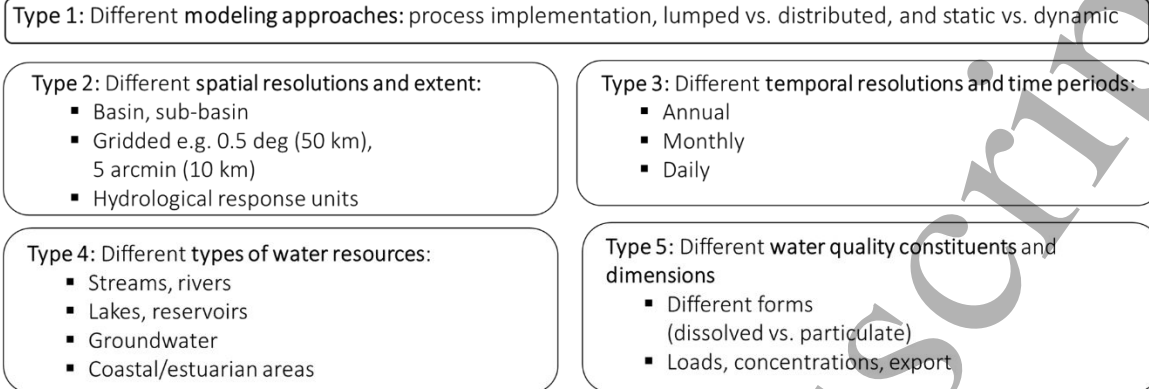 Type 1: Different modeling approaches: process implementation, lumped vs. distributed, and static vs. dynamic
Type 2: Different spatial resolutions and extent:
▪ Basin, sub-basin
▪ Gridded e.g. 0.5 deg (50 km),
5 arcmin (10 km)
▪ Hydrological response units
Type 3: Different temporal resolutions and time periods:
▪ Annual
▪ Monthly
▪ Daily
Type 4: Different types of water resources:
▪ Streams, rivers
▪ Lakes, reservoirs
▪ Groundwater
▪ Coastal/estuarian areas
Type 5: Different water quality constituents and
dimensions
▪ Different forms
(dissolved vs. particulate)
▪ Loads, concentrations, export
scrip